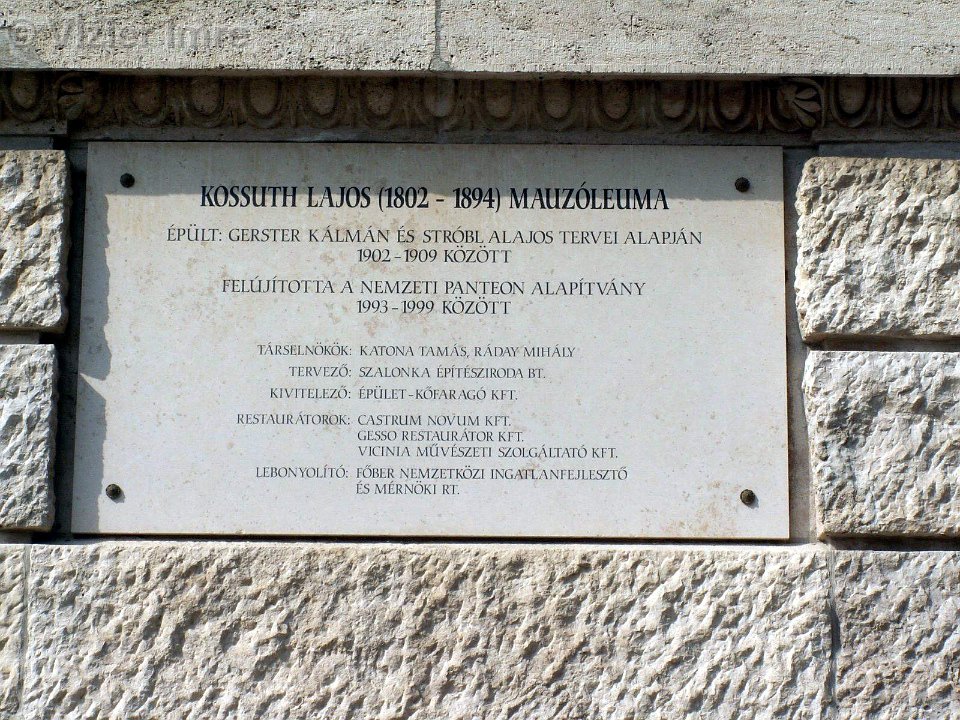 © Vizler Imre
KOSSUTH LAJOS (1802 - 1894) MAUZÓLEUMA
ÉPÜLT: GERSTER KÁLMÁN ÉS STRÓBL ALAJOS TERVEI ALAPJÁN
1902 - 1909 KÖZÖTT
FELÚJÍTOTTA A NEMZETI PANTEON ALAPÍTVÁNY
1993 - 1999 KÖZÖTT
TÁRSELNÖKÖK: KATONA TAMÁS, RÁDAY MIHÁLY
TERVEZŐ: SZALONKA ÉPÍTÉSZIRODA BT.
KIVITELEZŐ: ÉPÜLET-KŐFARAGÓ KFT.
RESTAURÁTOROK: CASTRUM NOVUM KFT.
GESSO RESTAURÁTOR KFT.
VICINIA MŰVÉSZETI SZOLGÁLTATÓ KFT.
LEBONYOLÍTÓ: FŐBER NEMZETKÖZI INGATLANFEJLESZTŐ
ÉS MÉRNÖKI RT.